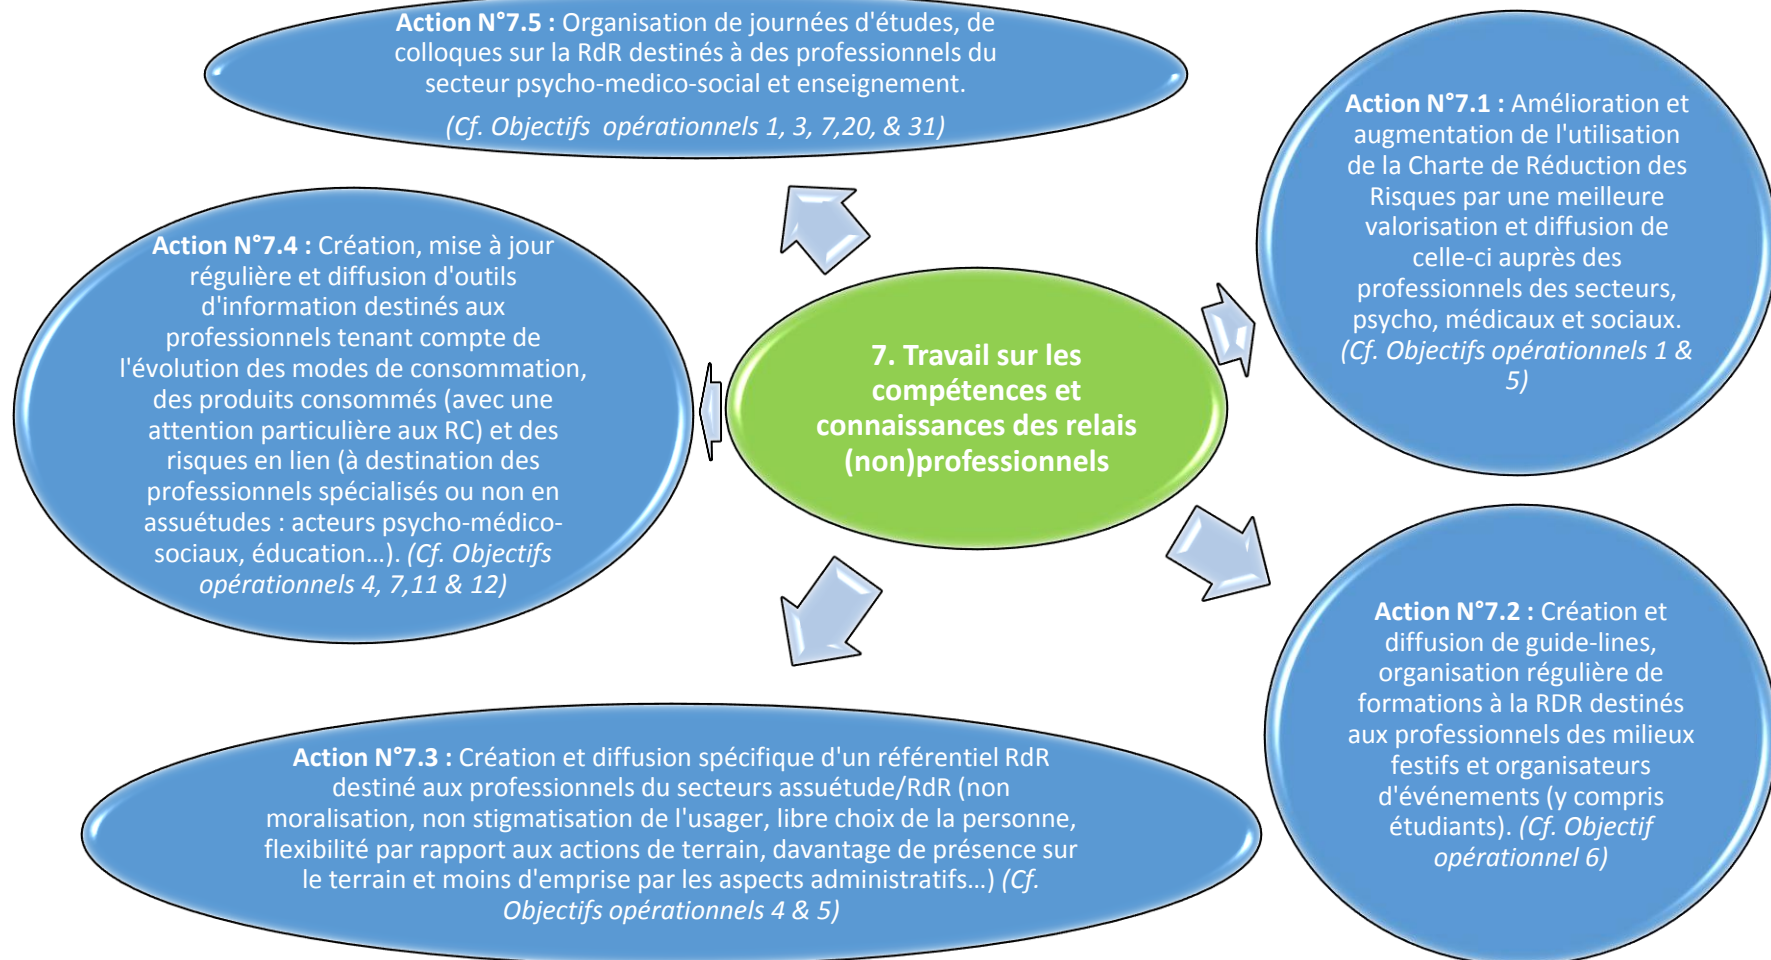 Action N°7.5 : Organisation de journées d'études, de
colloques sur la RdR destinés à des professionnels du
secteur psycho-medico-social et enseignement.
(Cf. Objectifs  opérationnels 1, 3, 7,20, & 31)
Action N°7.1 : Amélioration et
augmentation de l'utilisation
de la Charte de Réduction des
Risques par une meilleure
valorisation et diffusion de
celle-ci auprès des
professionnels des secteurs,
psycho, médicaux et sociaux.
(Cf. Objectifs opérationnels 1 &
5)
Action N°7.4 : Création, mise à jour
régulière et diffusion d'outils
d'information destinés aux
professionnels tenant compte de
l'évolution des modes de consommation,
des produits consommés (avec une
attention particulière aux RC) et des
risques en lien (à destination des
professionnels spécialisés ou non en
assuétudes : acteurs psycho-médico-
sociaux, éducation…). (Cf. Objectifs
opérationnels 4, 7,11 & 12)
7. Travail sur les
compétences et
connaissances des relais
(non)professionnels
Action N°7.2 : Création et
diffusion de guide-lines,
organisation régulière de
formations à la RDR destinés
aux professionnels des milieux
festifs et organisateurs
d'événements (y compris
étudiants). (Cf. Objectif
opérationnel 6)
Action N°7.3 : Création et diffusion spécifique d'un référentiel RdR
destiné aux professionnels du secteurs assuétude/RdR (non
moralisation, non stigmatisation de l'usager, libre choix de la personne,
flexibilité par rapport aux actions de terrain, davantage de présence sur
le terrain et moins d'emprise par les aspects administratifs…) (Cf.
Objectifs opérationnels 4 & 5)